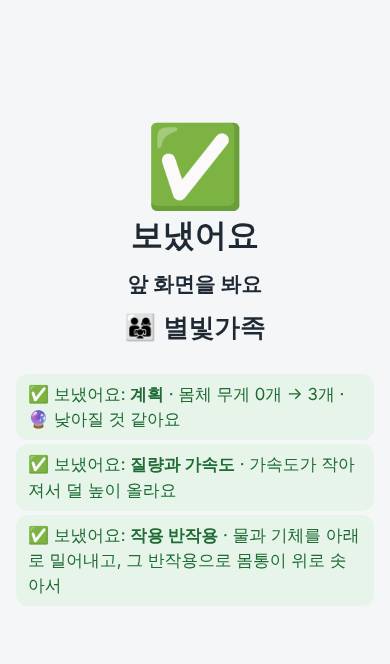 ✅
보냈어요
앞 화면을 봐요
👨‍👩‍👧 별빛가족
✅ 보냈어요: 계획 · 몸체 무게 0개 → 3개 ·
🔮 낮아질 것 같아요
✅ 보냈어요: 질량과 가속도 · 가속도가 작아
져서 덜 높이 올라요
✅ 보냈어요: 작용 반작용 · 물과 기체를 아래
로 밀어내고, 그 반작용으로 몸통이 위로 솟
아서